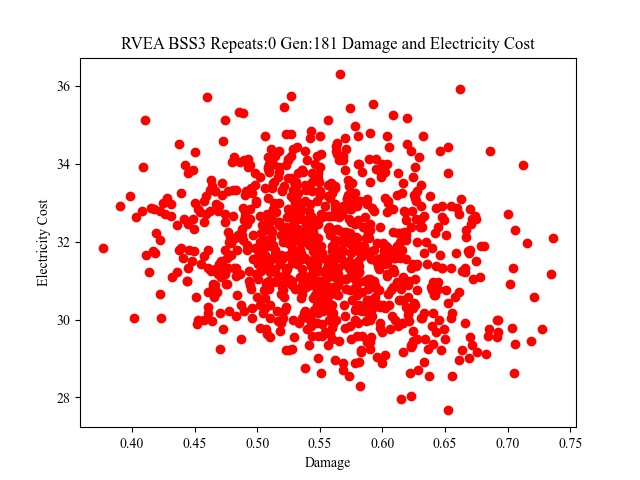 RVEA BSS3 Repeats:0 Gen:181 Damage and Electricity Cost
Electricity Cost
36
34
32
30
28
0.40 0.45 0.50 0.55 0.60 0.65 0.70 0.75
Damage